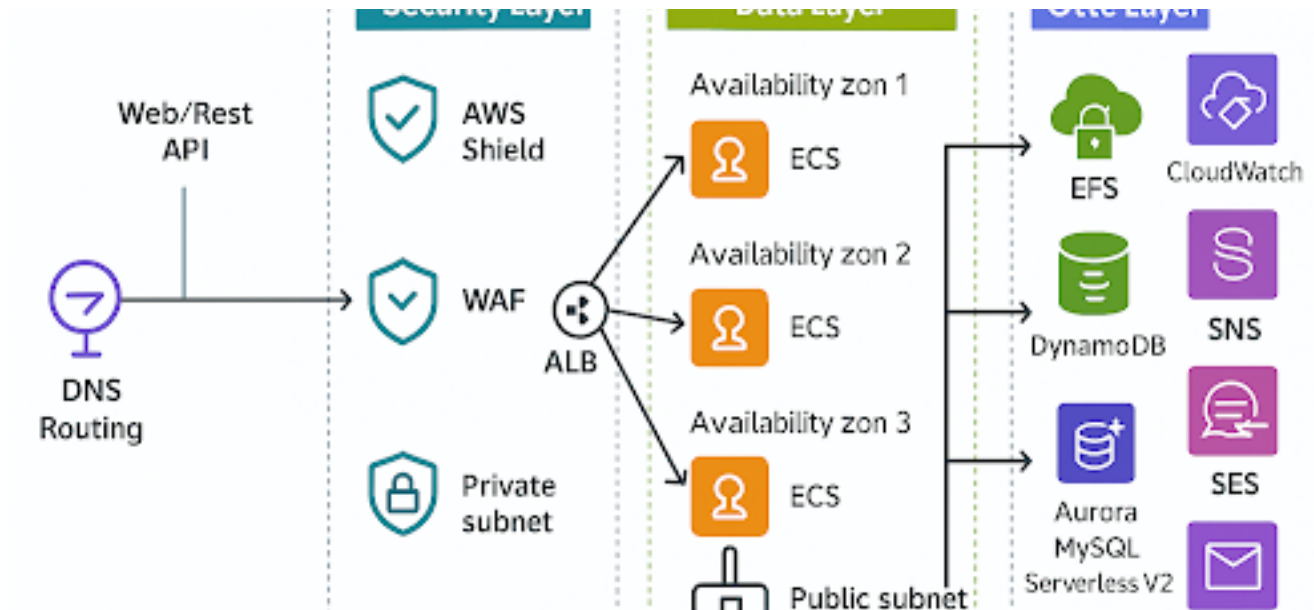 Security Layer
Data Layer
Otte Layer
Web/Rest
API
DNS
Routing
AWS
Shield
WAF
Private
subnet
ALB
Availability zon 1
ECS
Availability zon 2
ECS
Availability zon 3
ECS
Public subnet
EFS
DynamoDB
Aurora
MySQL
Serverless V2
CloudWatch
SNS
SES